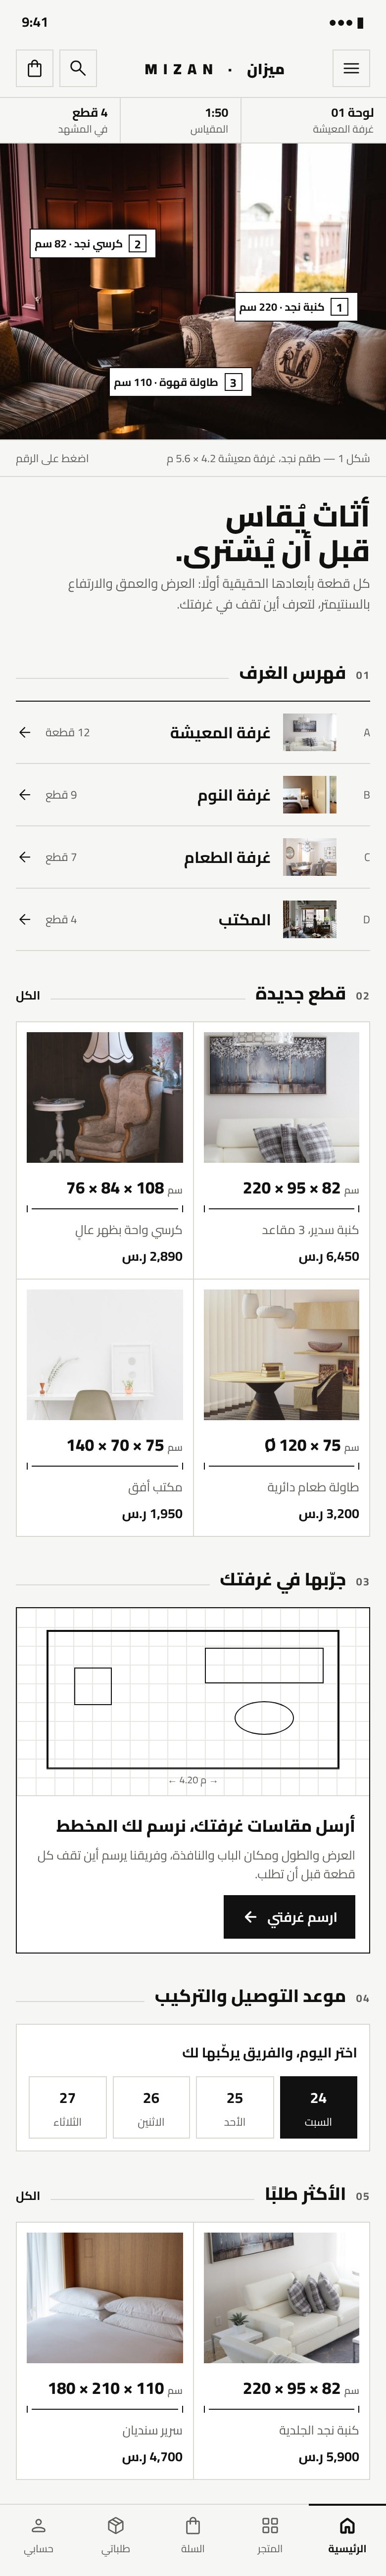 9:41
ميزان · MIZAN
لوحة 01
غرفة المعيشة
1:50
المقياس
4 قطع
في المشهد
2 كرسي نجد · 82 سم
1 كنبة نجد · 220 سم
3 طاولة قهوة · 110 سم
شكل 1 — طقم نجد، غرفة معيشة 4.2 × 5.6 م
اضغط على الرقم
أثاث يُقاس
قبل أن يُشترى.
كل قطعة بأبعادها الحقيقية أولًا: العرض والعمق والارتفاع
بالسنتيمتر، لتعرف أين تقف في غرفتك.
01 فهرس الغرف
A غرفة المعيشة 12 قطعة
B غرفة النوم 9 قطع
C غرفة الطعام 7 قطع
D المكتب 4 قطع
02 قطع جديدة الكل
220 × 95 × 82 سم
كنبة سدير، 3 مقاعد
6,450 ر.س
76 × 84 × 108 سم
كرسي واحة بظهر عالٍ
2,890 ر.س
Ø 120 × 75 سم
طاولة طعام دائرية
3,200 ر.س
140 × 70 × 75 سم
مكتب أفق
1,950 ر.س
03 جرّبها في غرفتك
← 4.20 م →
أرسل مقاسات غرفتك، نرسم لك المخطط
العرض والطول ومكان الباب والنافذة، وفريقنا يرسم أين تقف كل
قطعة قبل أن تطلب.
ارسم غرفتي
04 موعد التوصيل والتركيب
اختر اليوم، والفريق يركّبها لك
24
السبت
25
الأحد
26
الاثنين
27
الثلاثاء
05 الأكثر طلبًا الكل
220 × 95 × 82 سم
كنبة نجد الجلدية
5,900 ر.س
180 × 210 × 110 سم
سرير سنديان
4,700 ر.س
الرئيسية
المتجر
السلة
طلباتي
حسابي